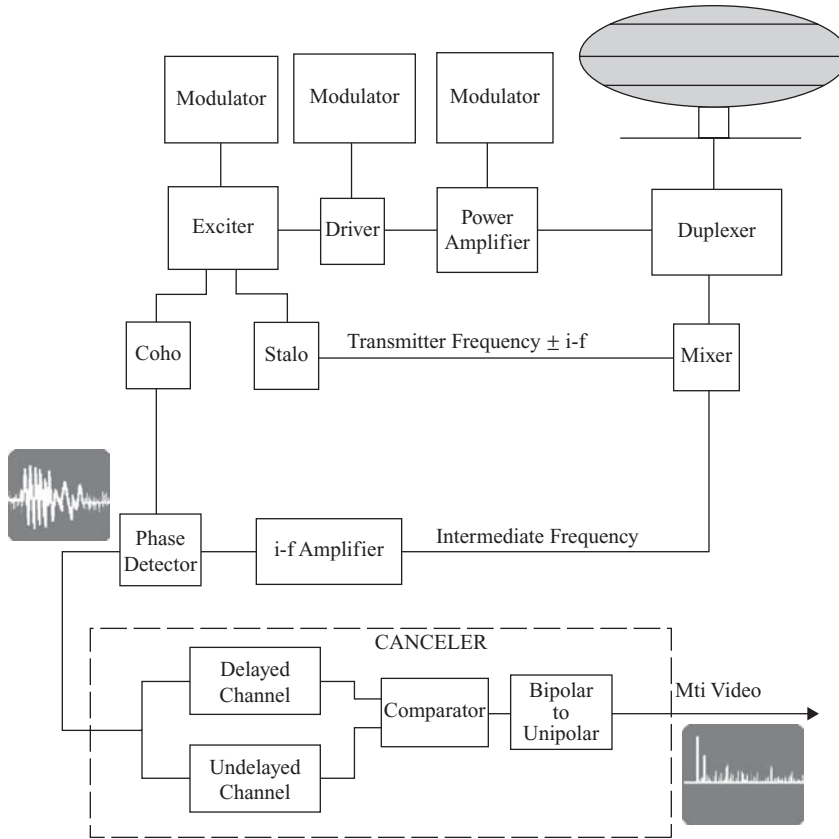 Modulator
Modulator
Modulator
Exciter
Driver
Power
Amplifier
Duplexer
Coho
Stalo
Transmitter Frequency ± i-f
Mixer
Phase
Detector
i-f Amplifier
Intermediate Frequency
CANCELER
Delayed
Channel
Comparator
Bipolar
to
Unipolar
Mti Video
Undelayed
Channel